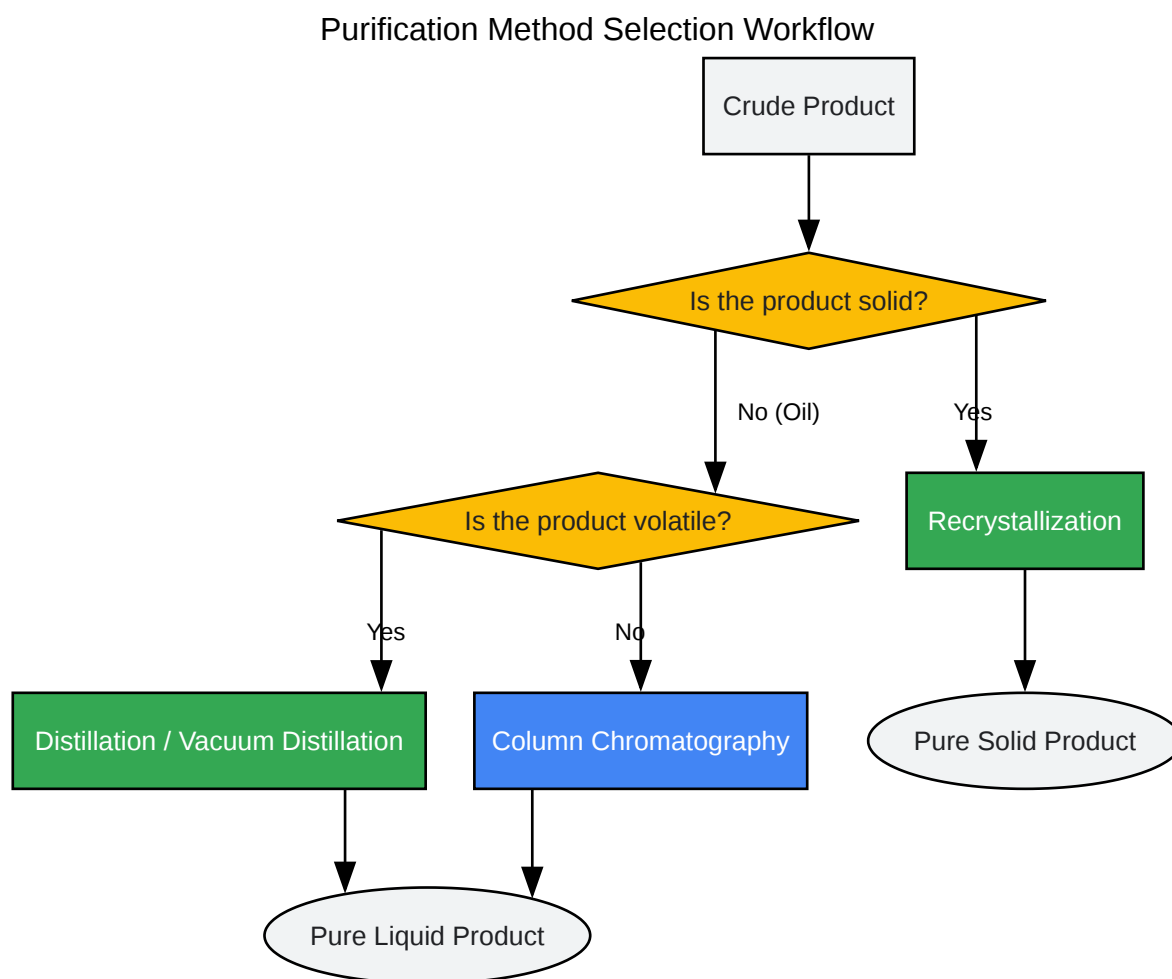 Purification Method Selection Workflow
Crude Product
Is the product solid?
No (Oil)
Yes
Is the product volatile?
Recrystallization
Yes
No
Distillation / Vacuum Distillation
Column Chromatography
Pure Solid Product
Pure Liquid Product